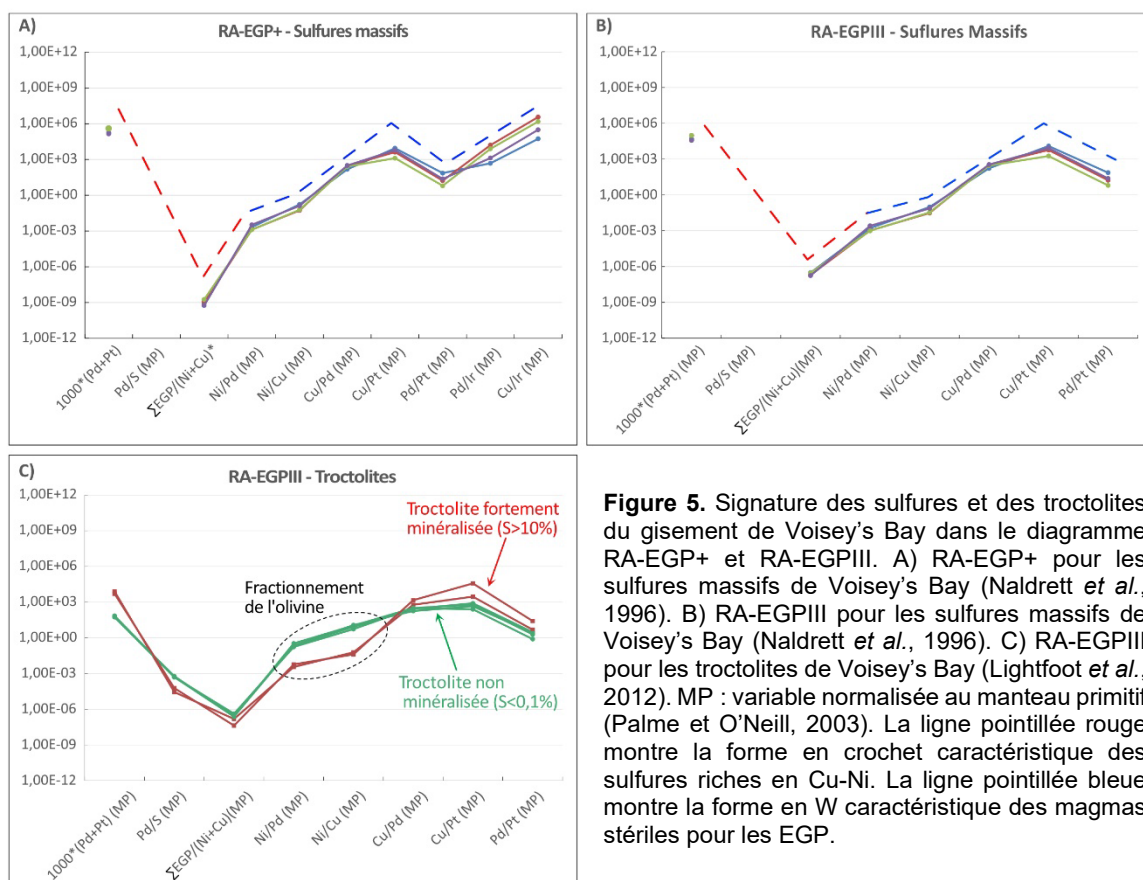 A)
RA-EGP+ - Sulfures massifs
1,00E+12
1,00E+09
1,00E+06
1,00E+03
1,00E+00
1,00E-03
1,00E-06
1,00E-09
1,00E-12
1000*(Pd+Pt)
Pd/S (MP)
∑EGP/(Ni+Cu)*
Ni/Pd (MP)
Ni/Cu (MP)
Cu/Pd (MP)
Cu/Pt (MP)
Pd/Pt (MP)
Pd/Ir (MP)
Cu/Ir (MP)
B)
RA-EGPIII - Suflures Massifs
1,00E+12
1,00E+09
1,00E+06
1,00E+03
1,00E+00
1,00E-03
1,00E-06
1,00E-09
1,00E-12
1000*(Pd+Pt) (MP)
Pd/S (MP)
∑EGP/(Ni+Cu)(MP)
Ni/Pd (MP)
Ni/Cu (MP)
Cu/Pd (MP)
Cu/Pt (MP)
Pd/Pt (MP)
C)
RA-EGPIII - Troctolites
1,00E+12
1,00E+09
1,00E+06
1,00E+03
1,00E+00
1,00E-03
1,00E-06
1,00E-09
1,00E-12
Troctolite fortement
minéralisée (S>10%)
Fractionnement
de l'olivine
Troctolite non
minéralisée (S<0,1%)
1000*(Pd+Pt) (MP)
Pd/S (MP)
∑EGP/(Ni+Cu)(MP)
Ni/Pd (MP)
Ni/Cu (MP)
Cu/Pd (MP)
Cu/Pt (MP)
Pd/Pt (MP)
Figure 5. Signature des sulfures et des troctolites
du gisement de Voisey's Bay dans le diagramme
RA-EGP+ et RA-EGPIII. A) RA-EGP+ pour les
sulfures massifs de Voisey's Bay (Naldrett et al.,
1996). B) RA-EGPIII pour les sulfures massifs de
Voisey's Bay (Naldrett et al., 1996). C) RA-EGPIII
pour les troctolites de Voisey's Bay (Lightfoot et al.,
2012). MP : variable normalisée au manteau primitif
(Palme et O'Neill, 2003). La ligne pointillée rouge
montre la forme en crochet caractéristique des
sulfures riches en Cu-Ni. La ligne pointillée bleue
montre la forme en W caractéristique des magmas
stériles pour les EGP.